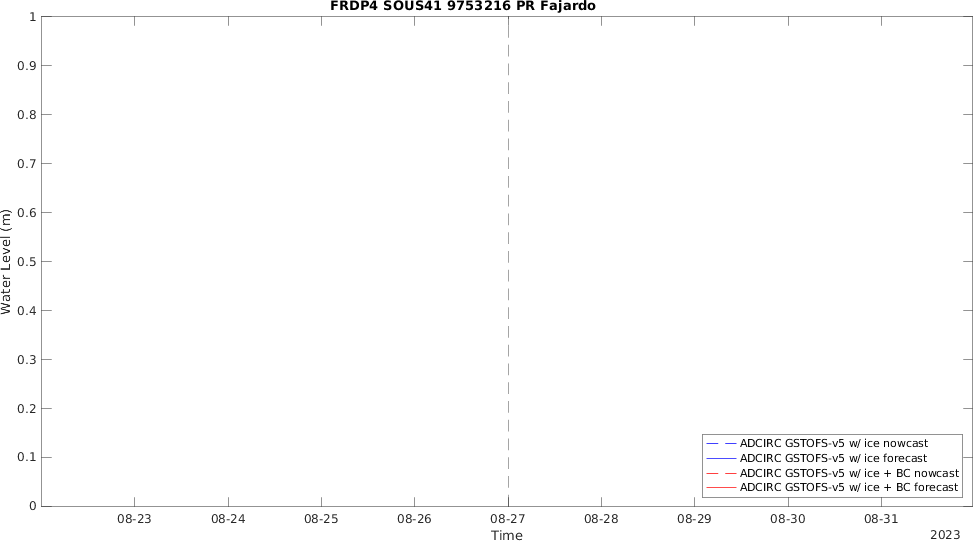 FRDP4 SOUS41 9753216 PR Fajardo
1
0.9
0.8
0.7
0.6
0.5
0.4
0.3
0.2
0.1
0
Water Level (m)
ADCIRC GSTOFS-v5 w/ ice nowcast
ADCIRC GSTOFS-v5 w/ ice forecast
ADCIRC GSTOFS-v5 w/ ice + BC nowcast
ADCIRC GSTOFS-v5 w/ ice + BC forecast
08-23 08-24 08-25 08-26 08-27 08-28 08-29 08-30 08-31
Time
2023